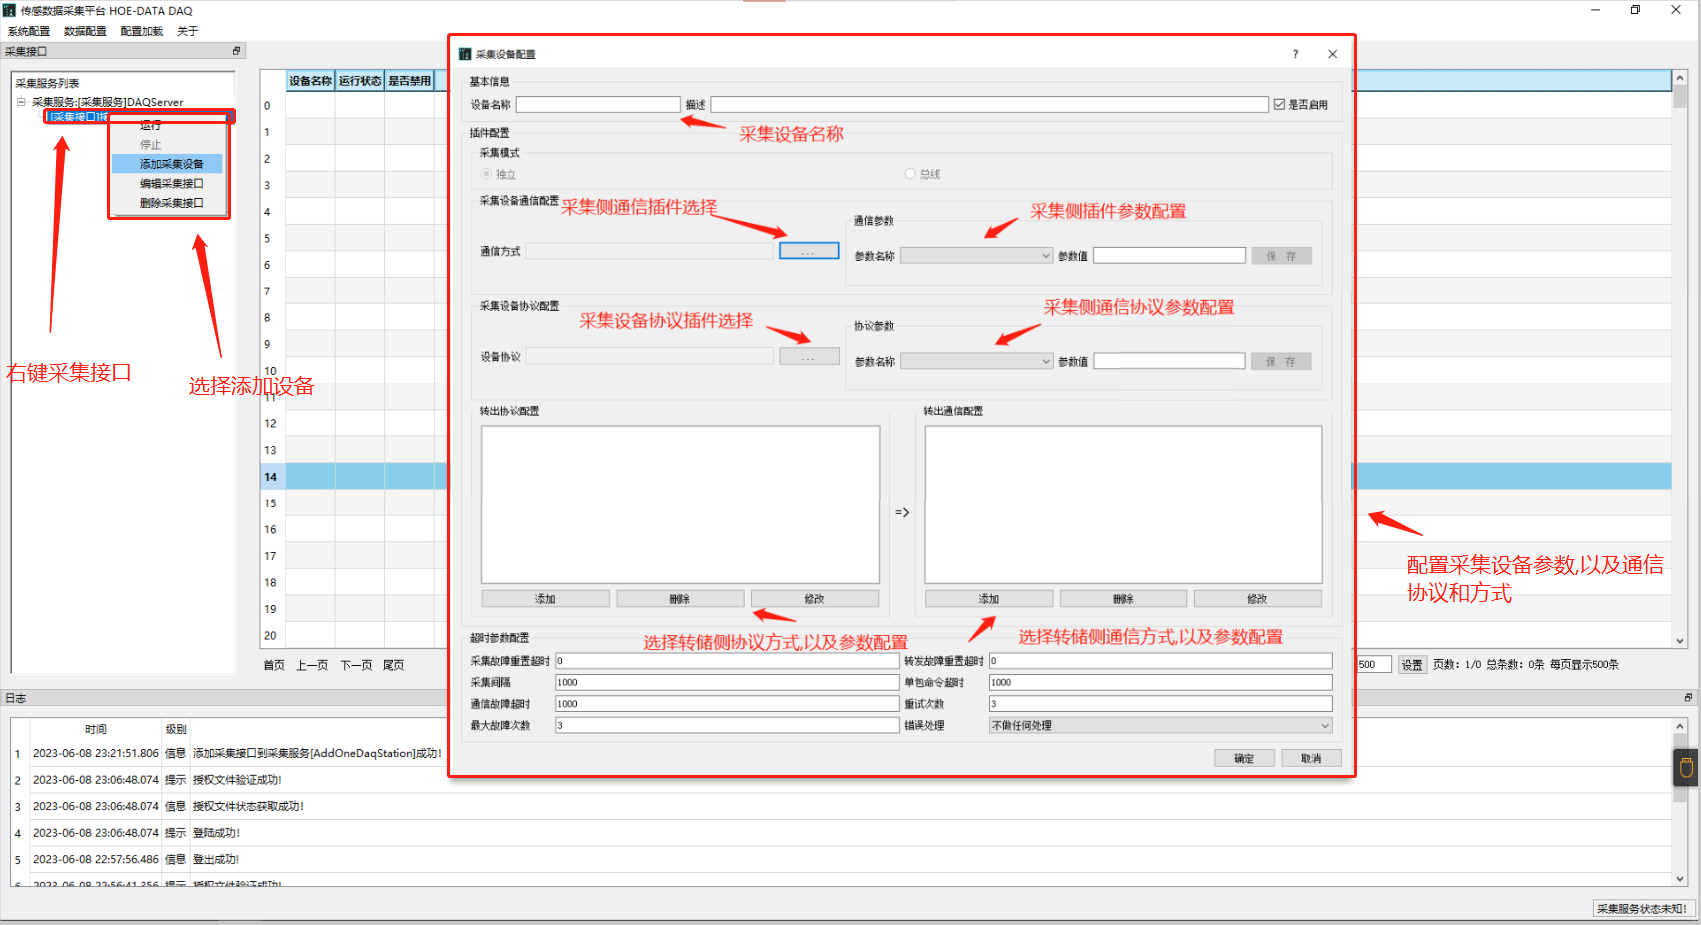 传感数据采集平台 HOE-DATA DAQ
系统配置 数据配置 配置加载 关于
采集接口
采集服务列表
采集服务:[采集服务]DAQServer
[采集接口]
运行
停止
添加采集设备
编辑采集接口
删除采集接口
右键采集接口
选择添加设备
设备名称 运行状态 是否禁用
0
1
2
3
4
5
6
7
8
9
10
11
12
13
14
15
16
17
18
19
20
首页 上一页 下一页 尾页
采集设备配置 ?
基本信息
设备名称 描述 是否启用
采集设备名称
插件配置
采集模式
独立 总线
采集设备通信配置
采集侧通信插件选择
采集侧插件参数配置
通信参数
通信方式 ... 参数名称 参数值 保 存
采集设备协议配置
采集设备协议插件选择
采集侧通信协议参数配置
协议参数
设备协议 ... 参数名称 参数值 保 存
转出协议配置 转出通信配置
=>
添加 删除 修改 添加 删除 修改
选择转储侧协议方式,以及参数配置
选择转储侧通信方式,以及参数配置
超时参数配置
采集故障重置超时 0 转发故障重置超时 0
采集间隔 1000 单包命令超时 1000
通信故障超时 1000 重试次数 3
最大故障次数 3 错误处理 不做任何处理
确定 取消
配置采集设备参数,以及通信
协议和方式
500 设置 页数: 1/0 总条数: 0条 每页显示500条
日志
时间 级别
1 2023-06-08 23:21:51.806 信息 添加采集接口到采集服务[AddOneDaqStation]成功!
2 2023-06-08 23:06:48.074 提示 授权文件验证成功!
3 2023-06-08 23:06:48.074 信息 授权文件状态获取成功!
4 2023-06-08 23:06:48.074 提示 登陆成功!
5 2023-06-08 22:57:56.486 信息 登出成功!
6 2023-06-08 22:56:41.356 提示 授权文件验证成功!
采集服务状态未知!